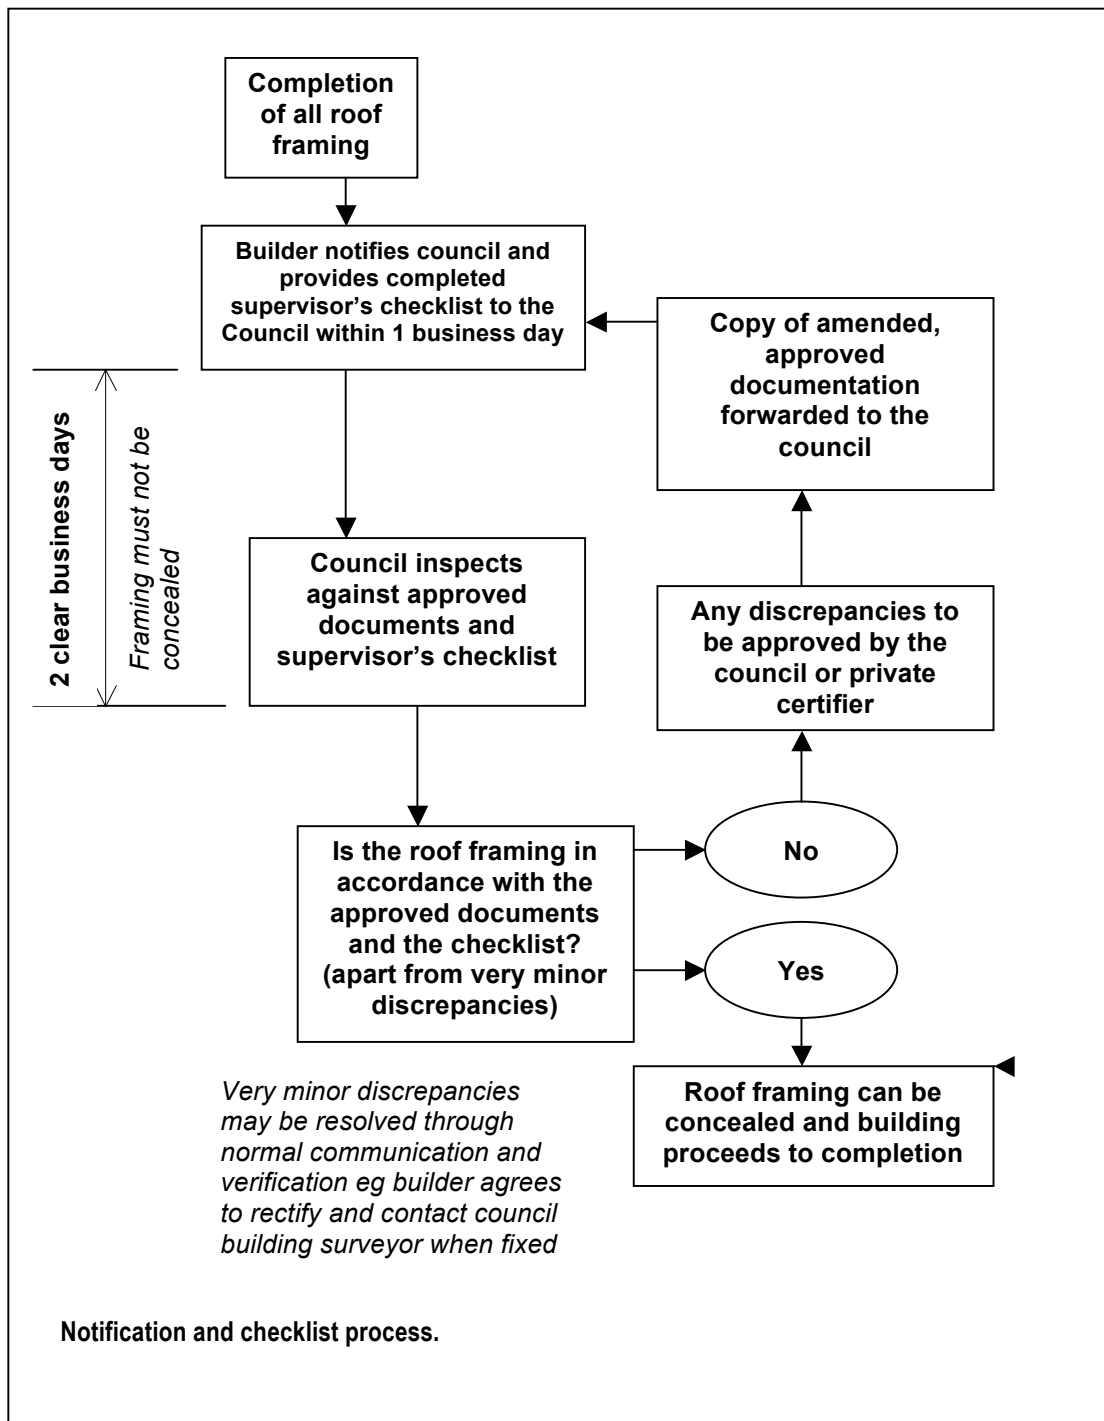 Completion
of all roof
framing
Builder notifies council and
provides completed
supervisor’s checklist to the
Council within 1 business day
2 clear business days
Framing must not be
concealed
Council inspects
against approved
documents and
supervisor’s checklist
Copy of amended,
approved
documentation
forwarded to the
council
Any discrepancies to
be approved by the
council or private
certifier
Is the roof framing in
accordance with the
approved documents
and the checklist?
(apart from very minor
discrepancies)
No
Yes
Roof framing can be
concealed and building
proceeds to completion
Very minor discrepancies
may be resolved through
normal communication and
verification eg builder agrees
to rectify and contact council
building surveyor when fixed
Notification and checklist process.